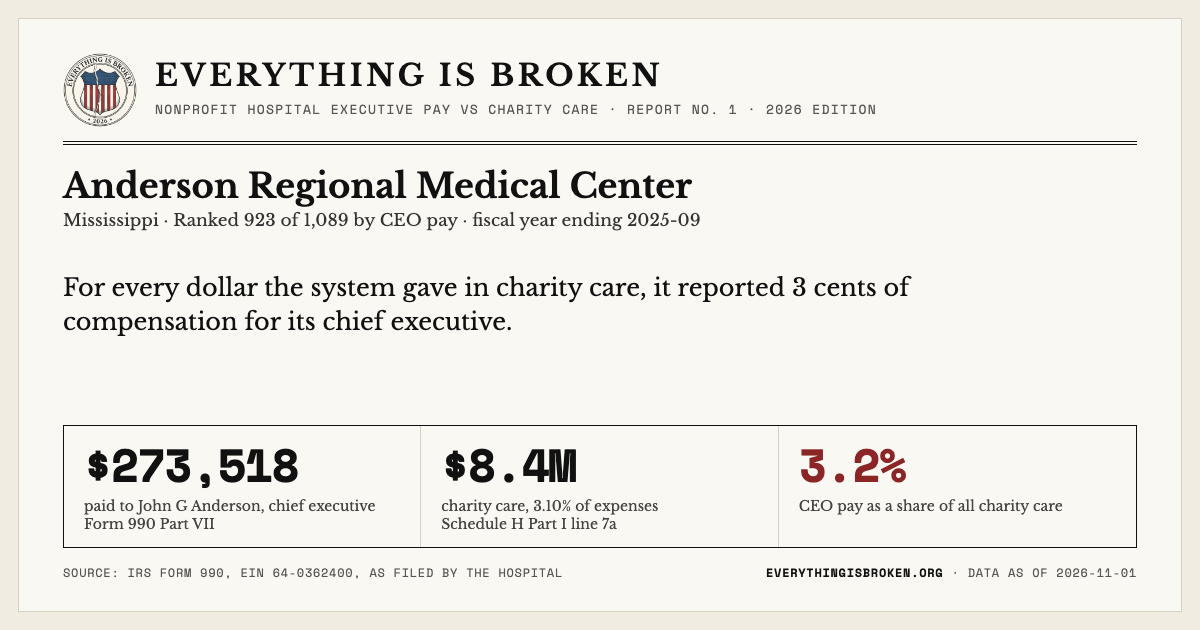 EVERYTHING IS BROKEN
2026
EVERYTHING IS BROKEN
NONPROFIT HOSPITAL EXECUTIVE PAY VS CHARITY CARE · REPORT NO. 1 · 2026 EDITION
Anderson Regional Medical Center
Mississippi · Ranked 923 of 1,089 by CEO pay · fiscal year ending 2025-09
For every dollar the system gave in charity care, it reported 3 cents of
compensation for its chief executive.
$273,518
paid to John G Anderson, chief executive
Form 990 Part VII
$8.4M
charity care, 3.10% of expenses
Schedule H Part I line 7a
3.2%
CEO pay as a share of all charity care
SOURCE: IRS FORM 990, EIN 64-0362400, AS FILED BY THE HOSPITAL
EVERYTHINGISBROKEN.ORG · DATA AS OF 2026-11-01